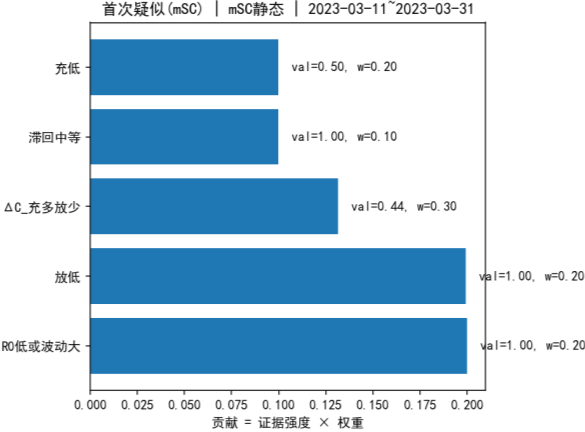 首次疑似(mSC) | mSC静态 | 2023-03-11~2023-03-31
充低
val=0.50, w=0.20
滞回中等
val=1.00, w=0.10
ΔC_充多放少
val=0.44, w=0.30
放低
val=1.00, w=0.20
R0低或波动大
val=1.00, w=0.20
0.000 0.025 0.050 0.075 0.100 0.125 0.150 0.175 0.200
贡献 = 证据强度 × 权重